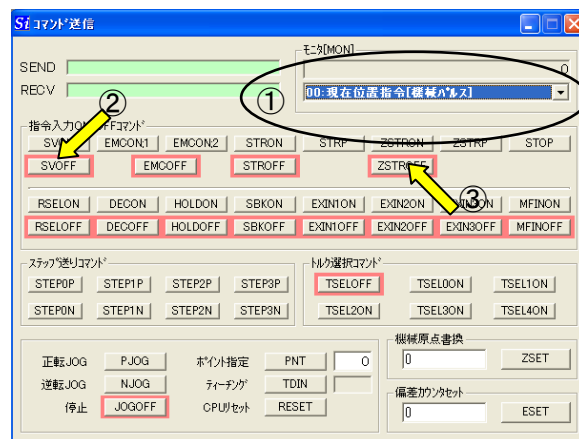 Si コマンド送信
モニタ[MON]
SEND
0
RECV
00:現在位置指令[機械パルス]
①
②
指令入力ON
OFFコマンド
EMCON;1 EMCON;2 STRON STRP ZSTRON ZSTRP STOP
SVOFF EMCOFF STROFF ZSTROFF
③
RSELON DECON HOLDON SBKON EXIN1ON EXIN2ON MFINON
RSELOFF DECOFF HOLDOFF SBKOFF EXIN1OFF EXIN2OFF EXIN3OFF MFINOFF
ステップ送りコマンド
STEP0P STEP1P STEP2P STEP3P
STEP0N STEP1N STEP2N STEP3N
トルク選択コマンド
TSELOFF TSEL0ON TSEL1ON
TSEL2ON TSEL3ON TSEL4ON
正転JOG PJOG ポイント指定 PNT 0
逆転JOG NJOG ティーチング TDIN
停止 JOGOFF CPUリセット RESET
機械原点書換
0 ZSET
偏差カウンタセット
0 ESET